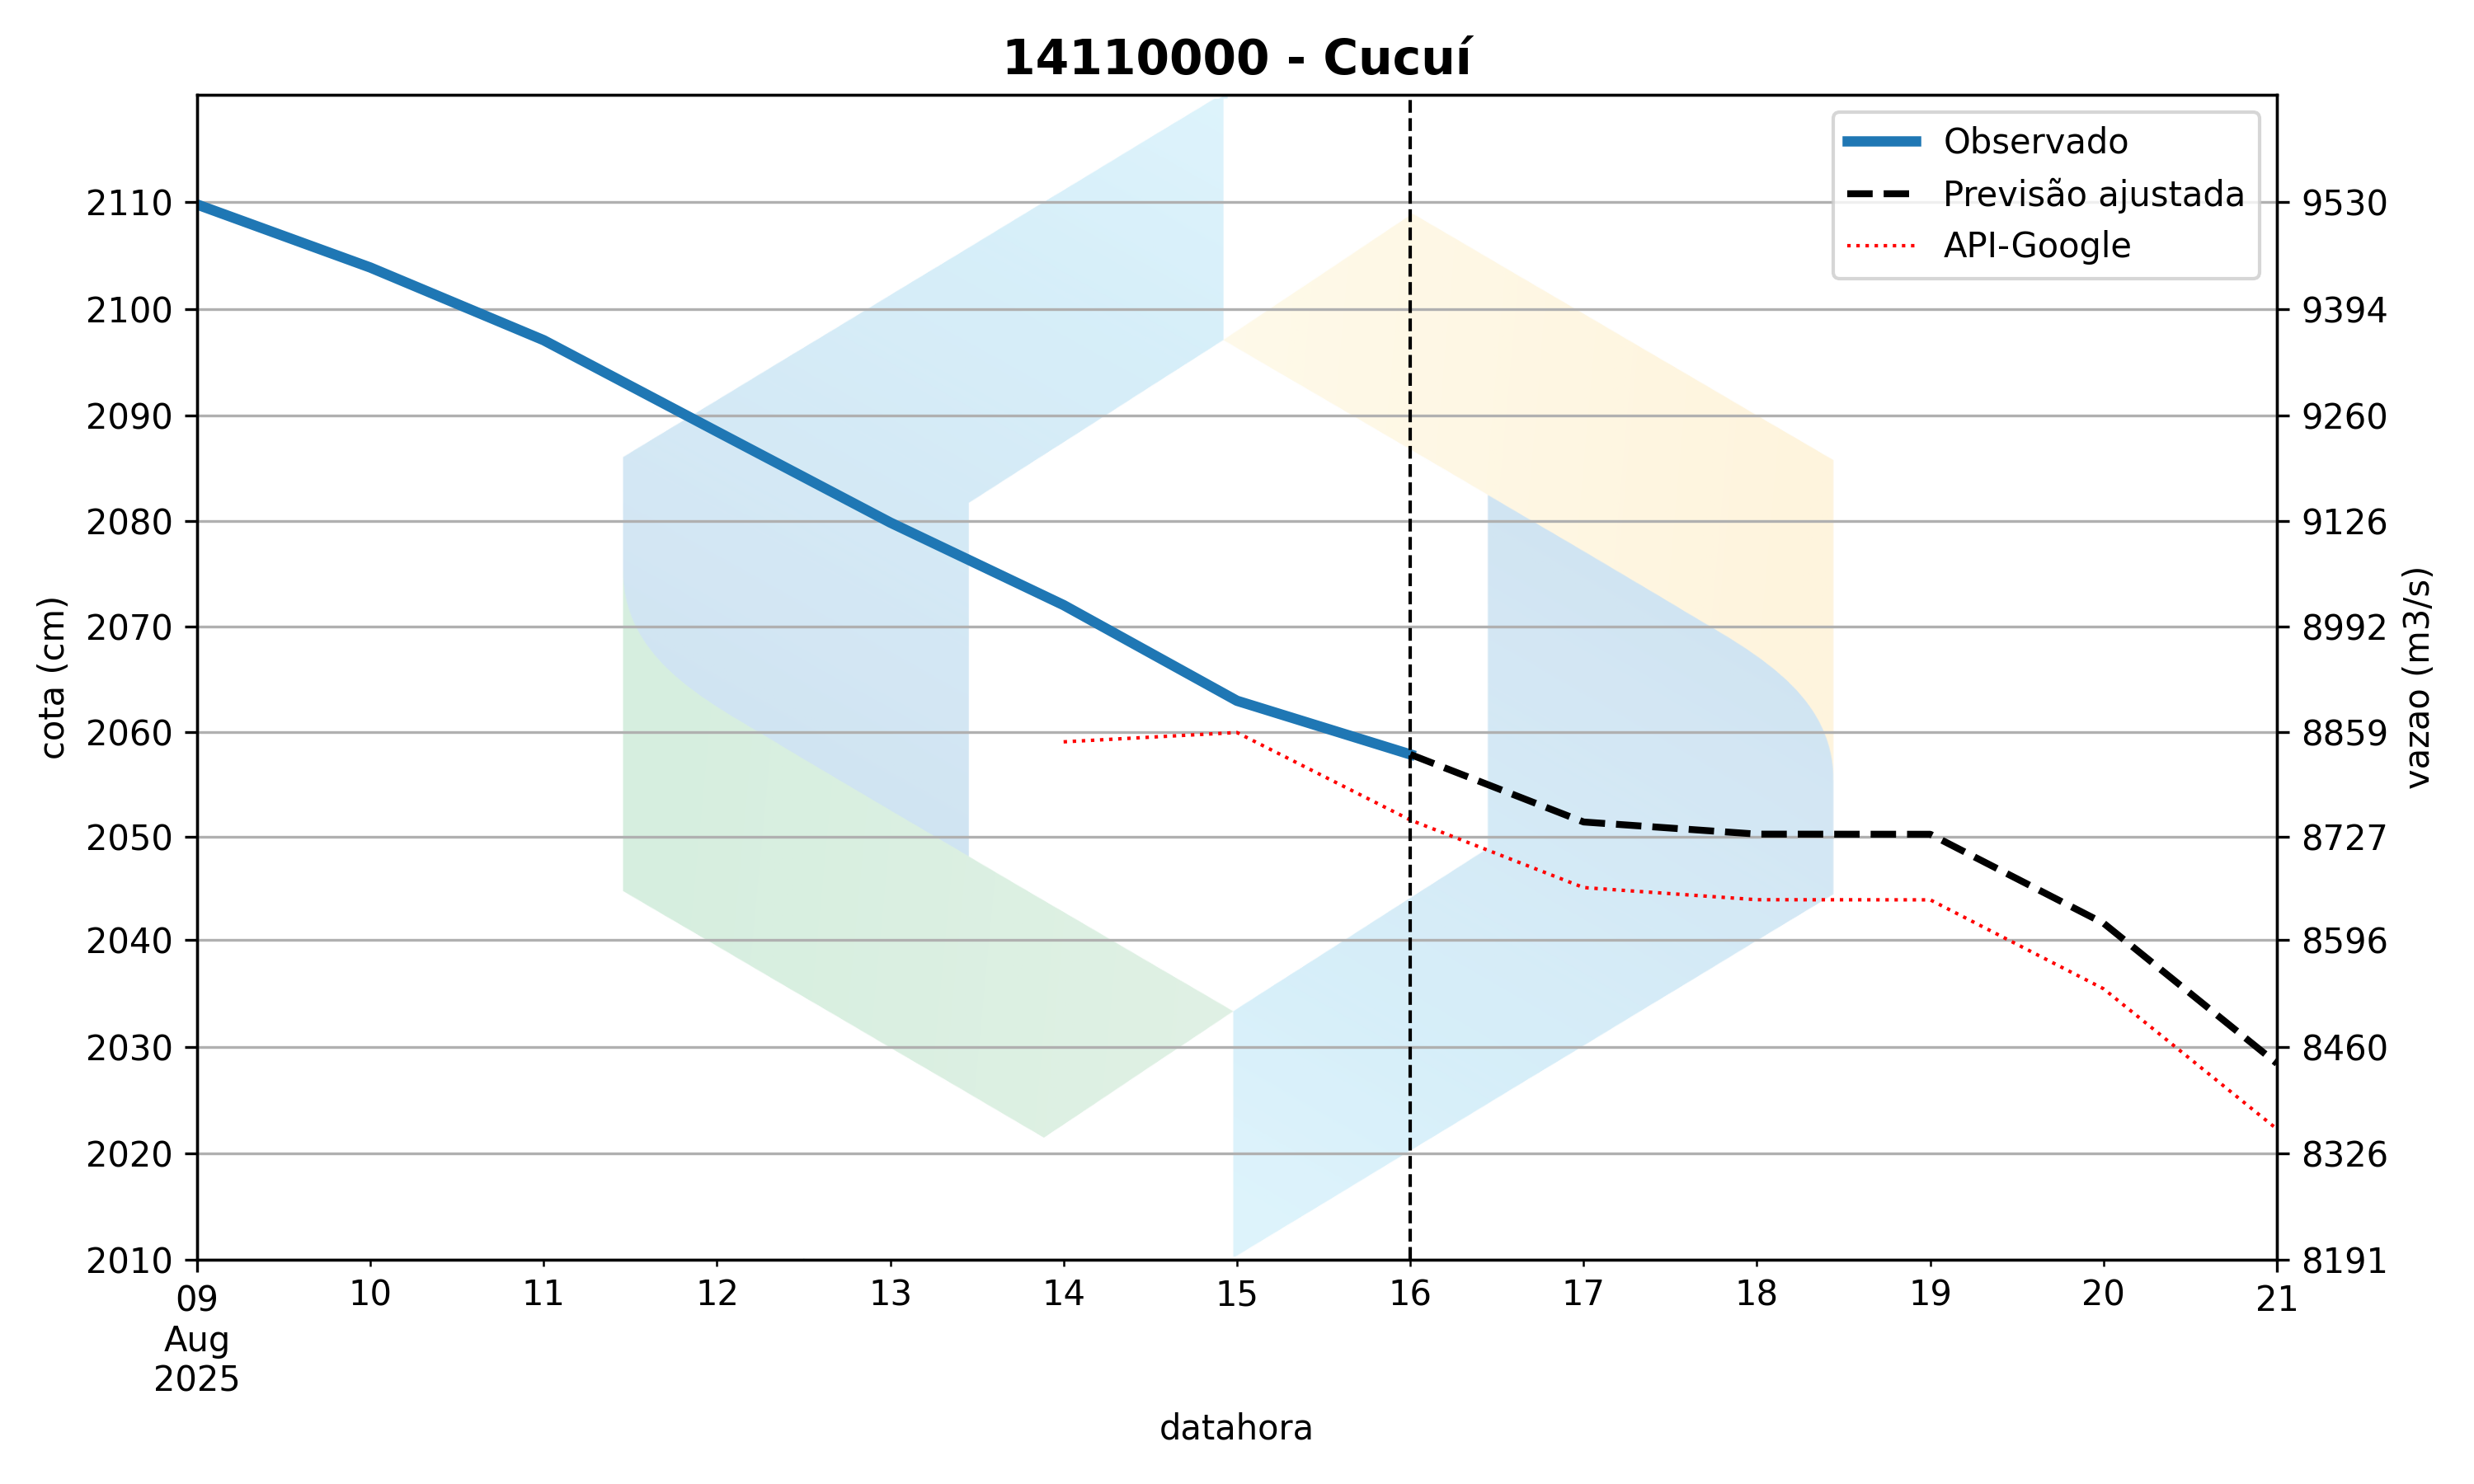 14110000 - Cucuí
Observado
Previsão ajustada
API-Google
cota (cm)
2110
2100
2090
2080
2070
2060
2050
2040
2030
2020
2010
9530
9394
9260
9126
8992
8859
8727
8596
8460
8326
8191
vazao (m3/s)
09 10 11 12 13 14 15 16 17 18 19 20 21
Aug
2025
datahora